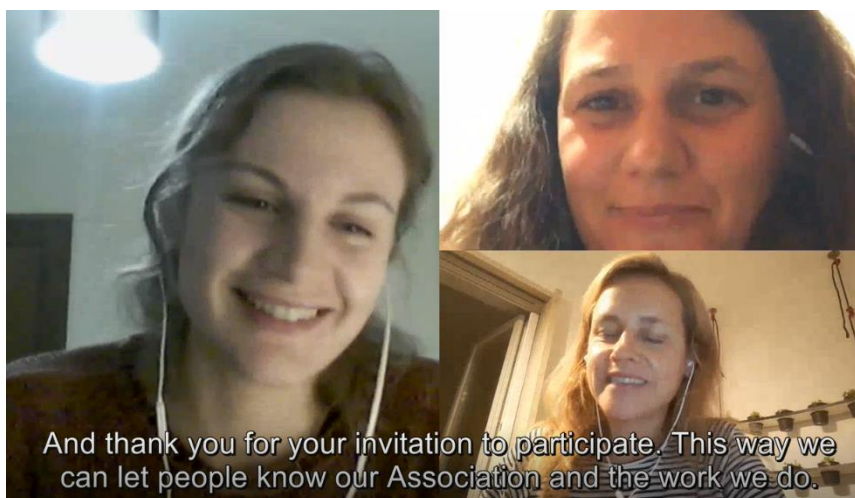 And thank you for your invitation to participate. This way we
can let people know our Association and the work we do.